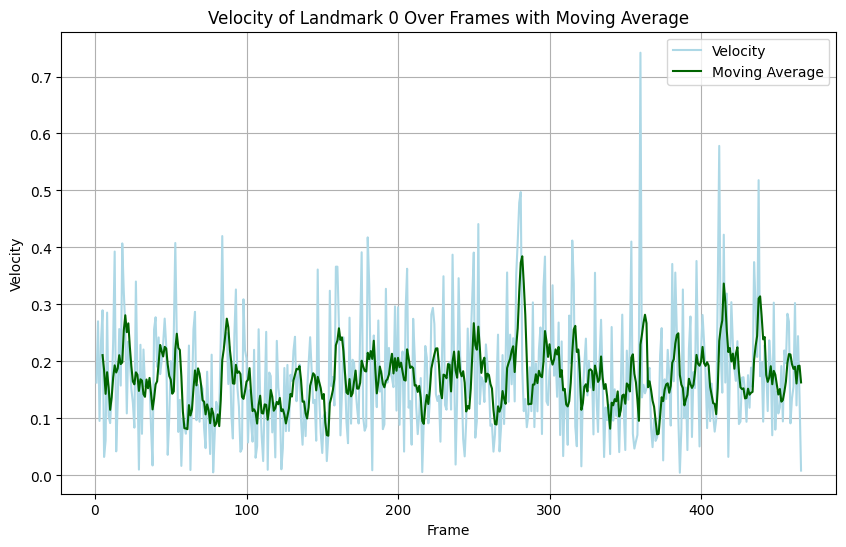 Velocity of Landmark 0 Over Frames with Moving Average
Velocity
Moving Average
Velocity
0.7
0.6
0.5
0.4
0.3
0.2
0.1
0.0
0
100
200
300
400
Frame